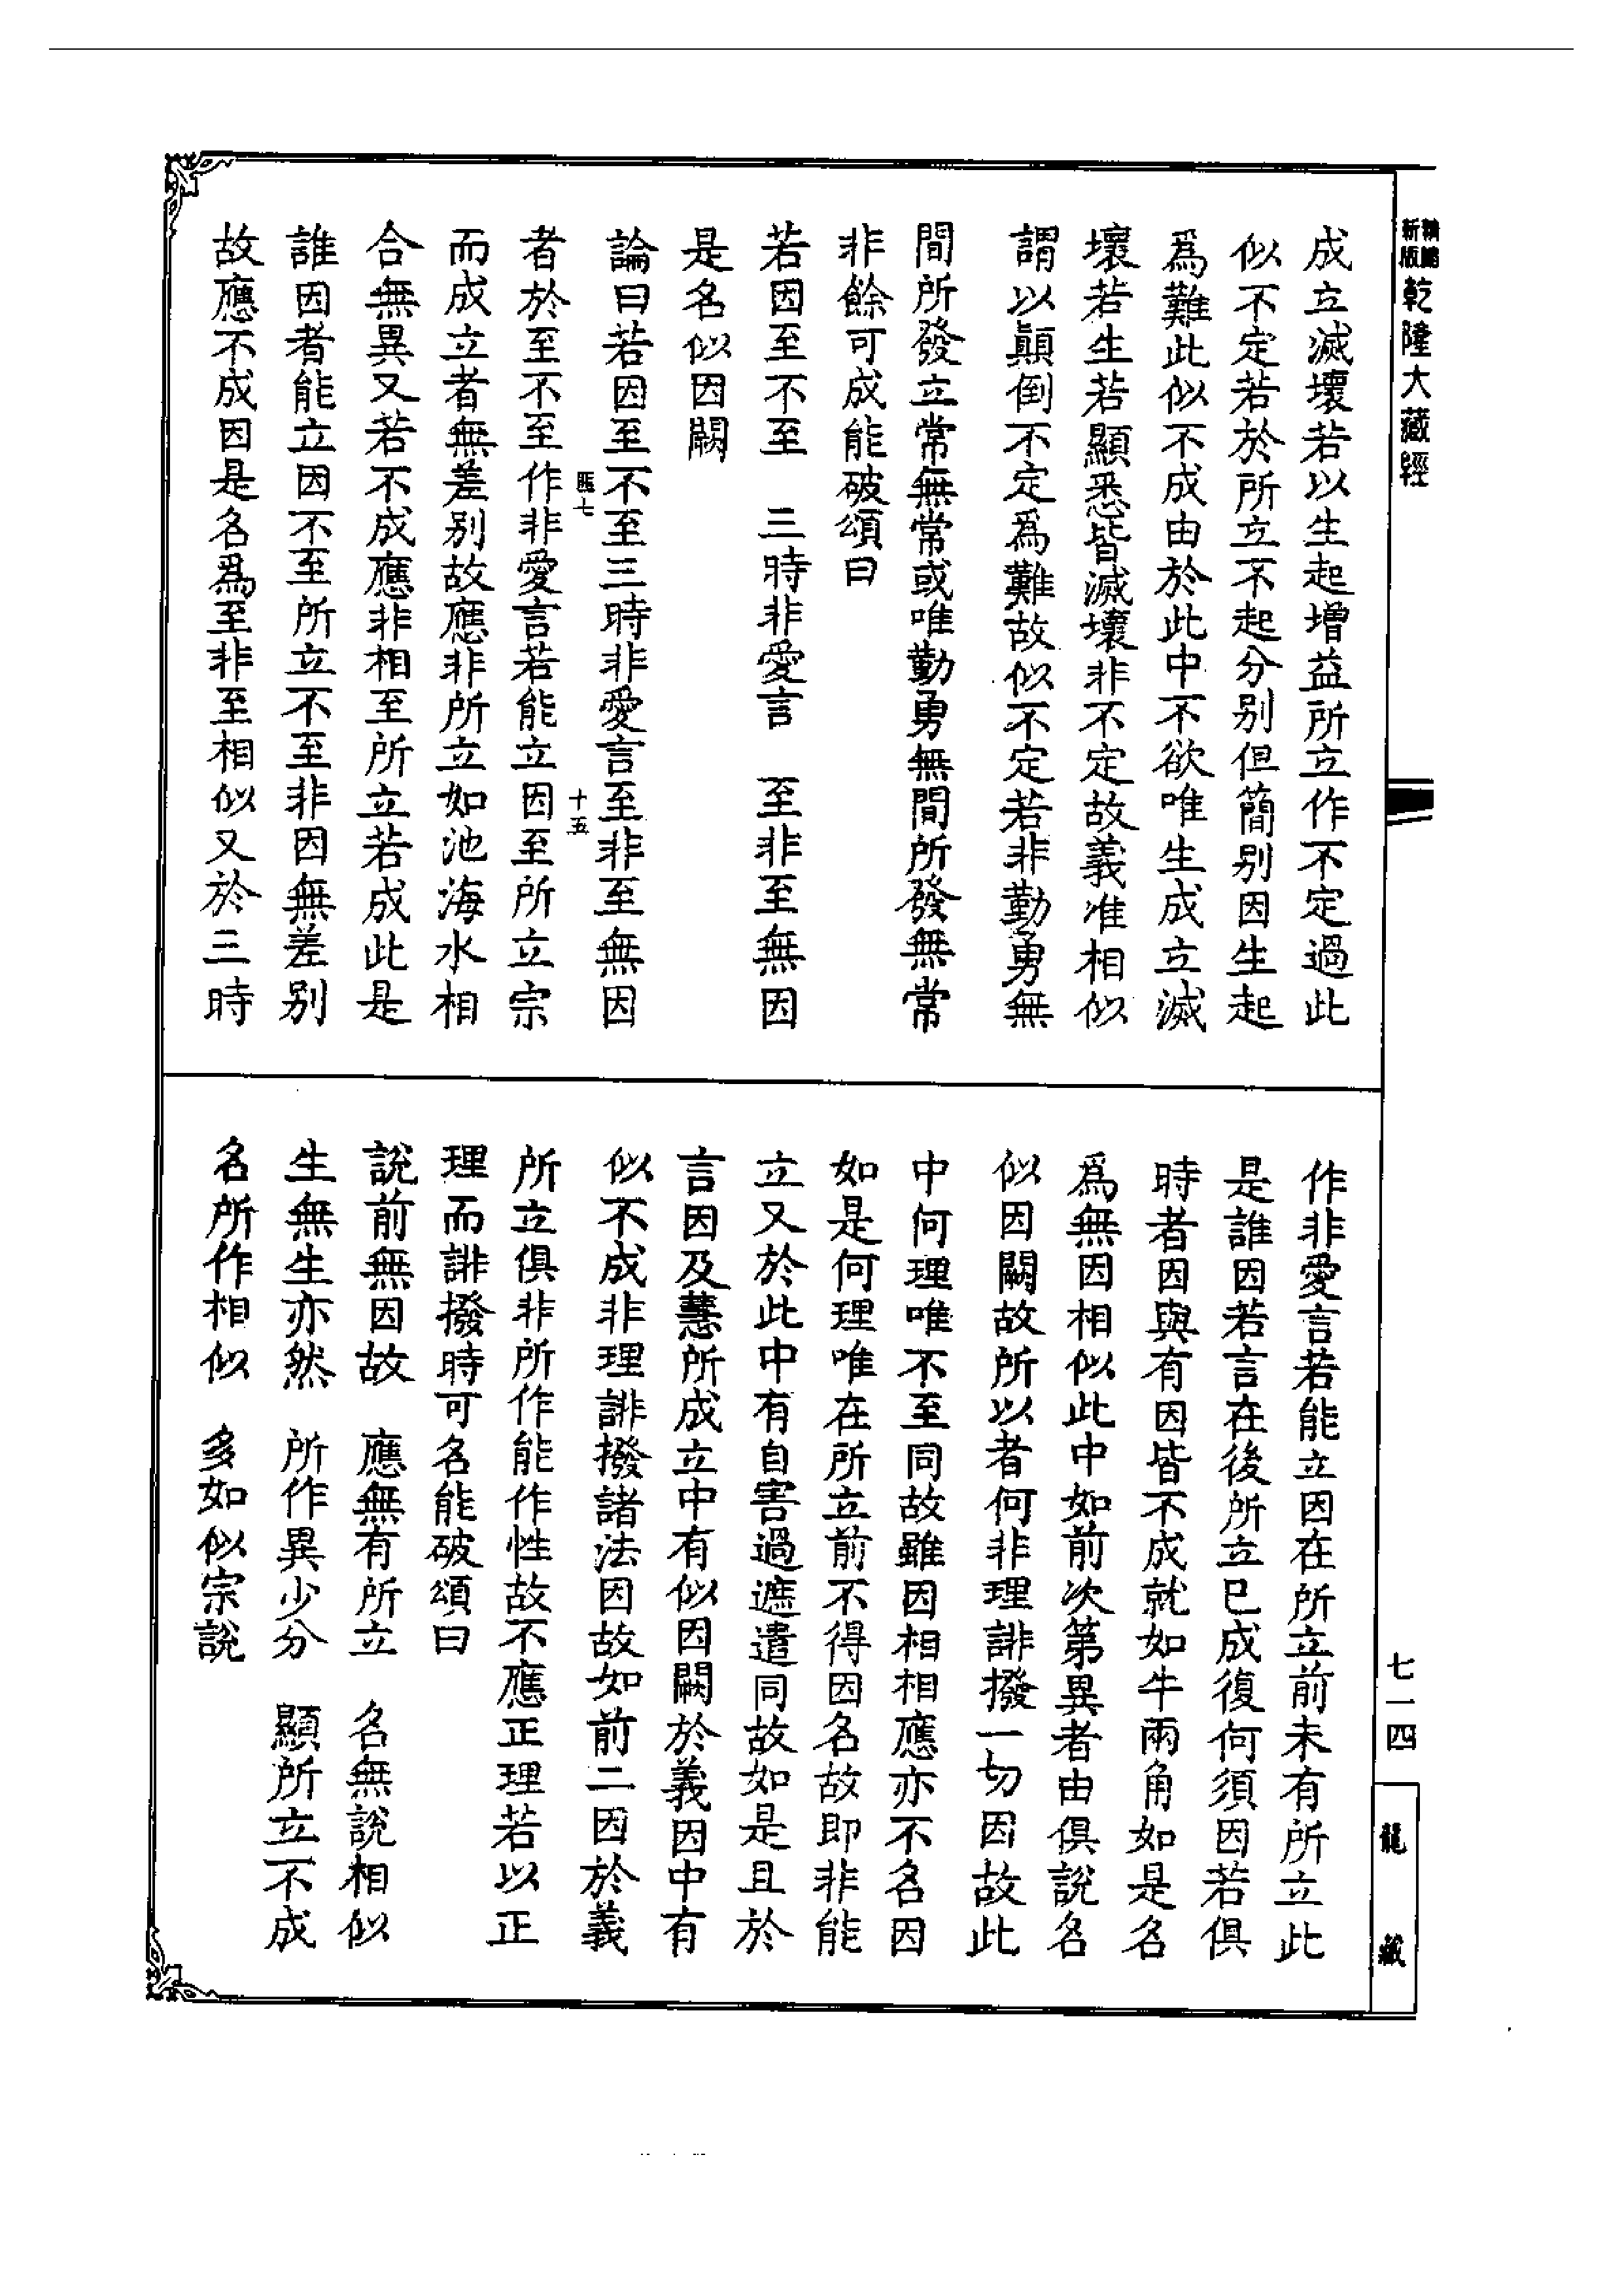 精縮新版乾隆大藏經
成立滅壞若以生起增益所立作不定過此
似不定若於所立不起分別但簡別因生起
爲難此似不成由於此中不欲唯生成立滅
壞若生若顯悉皆滅壞非不定故義准相似
謂以顛倒不定爲難故似不定若非勤勇無
間所發立常無常或唯勤勇無間所發無常
非餘可成能破頌曰
若因至不至　三時非愛言　至非至無因
是名似因闕
論曰若因至不至三時非愛言至非至無因
七
十五
者於至不至作非愛言若能立因至所立宗
而成立者無差別故應非所立如池海水相
合無異又若不成應非相至所立若成此是
誰因者能立因不至所立不至非因無差別
故應不成因是名爲至非至相似又於三時
作非愛言若能立因在所立前未有所立此
是誰因若言在後所立已成復何須因若俱
時者因與有因皆不成就如牛兩角如是名
爲無因相似此中如前次第異者由俱說名
似因闕故所以者何非理誹撥一切因故此
中何理唯不至同故雖因相相應亦不名因
如是何理唯在所立前不得因名故即非能
立又於此中有自害過遮遣同故如是且於
言因及慧所成立中有似因闕於義因中有
似不成非理誹撥諸法因故如前二因於義
所立俱非所作能作性故不應正理若以正
理而誹撥時可名能破頌曰
說前無因故　應無有所立　名無說相似
生無生亦然　所作異少分　顯所立不成
名所作相似　多如似宗說
七一四
龍藏